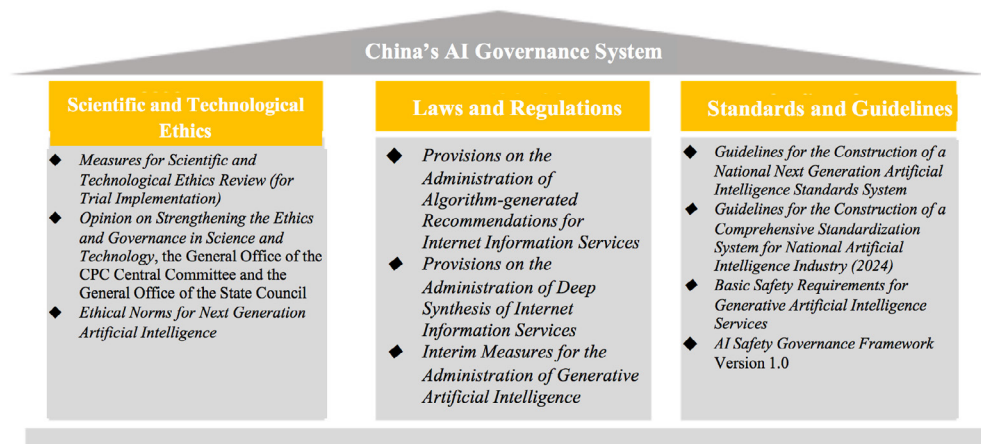 China's AI Governance System
Scientific and Technological
Ethics
◆ Measures for Scientific and
Technological Ethics Review (for
Trial Implementation)
◆ Opinion on Strengthening the Ethics
and Governance in Science and
Technology, the General Office of the
CPC Central Committee and the
General Office of the State Council
◆ Ethical Norms for Next Generation
Artificial Intelligence
Laws and Regulations
◆ Provisions on the
Administration of
Algorithm-generated
Recommendations for
Internet Information Services
◆ Provisions on the
Administration of Deep
Synthesis of Internet
Information Services
◆ Interim Measures for the
Administration of Generative
Artificial Intelligence
Standards and Guidelines
◆ Guidelines for the Construction of a
National Next Generation Artificial
Intelligence Standards System
◆ Guidelines for the Construction of a
Comprehensive Standardization
System for National Artificial
Intelligence Industry (2024)
◆ Basic Safety Requirements for
Generative Artificial Intelligence
Services
◆ AI Safety Governance Framework
Version 1.0